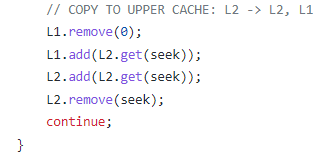 // COPY TO UPPER CACHE: L2 -> L2, L1
L1.remove(0);
L1.add(L2.get(seek));
L2.add(L2.get(seek));
L2.remove(seek);
continue;
}